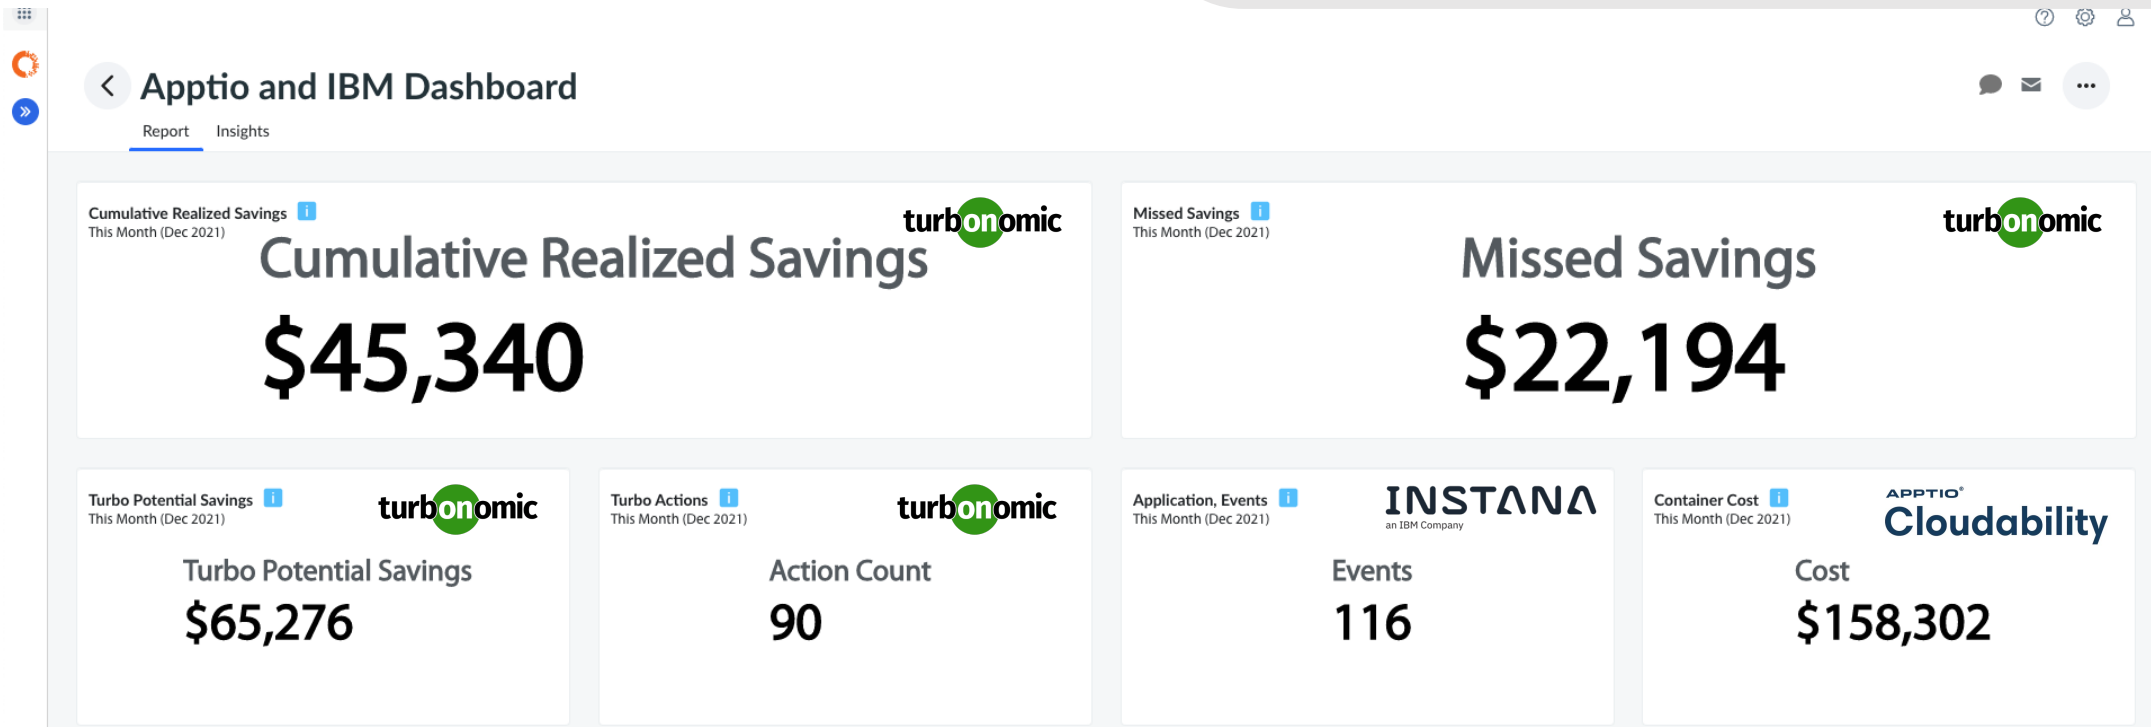 Apptio and IBM Dashboard
Report Insights
Cumulative Realized Savings i
This Month (Dec 2021)
turbonomic
Cumulative Realized Savings
$45,340
Missed Savings i
This Month (Dec 2021)
turbonomic
Missed Savings
$22,194
Turbo Potential Savings i
This Month (Dec 2021)
turbonomic
Turbo Potential Savings
$65,276
Turbo Actions i
This Month (Dec 2021)
turbonomic
Action Count
90
Application, Events i
This Month (Dec 2021)
INSTANA
an IBM Company
Events
116
Container Cost i
This Month (Dec 2021)
APPTIO®
Cloudability
Cost
$158,302